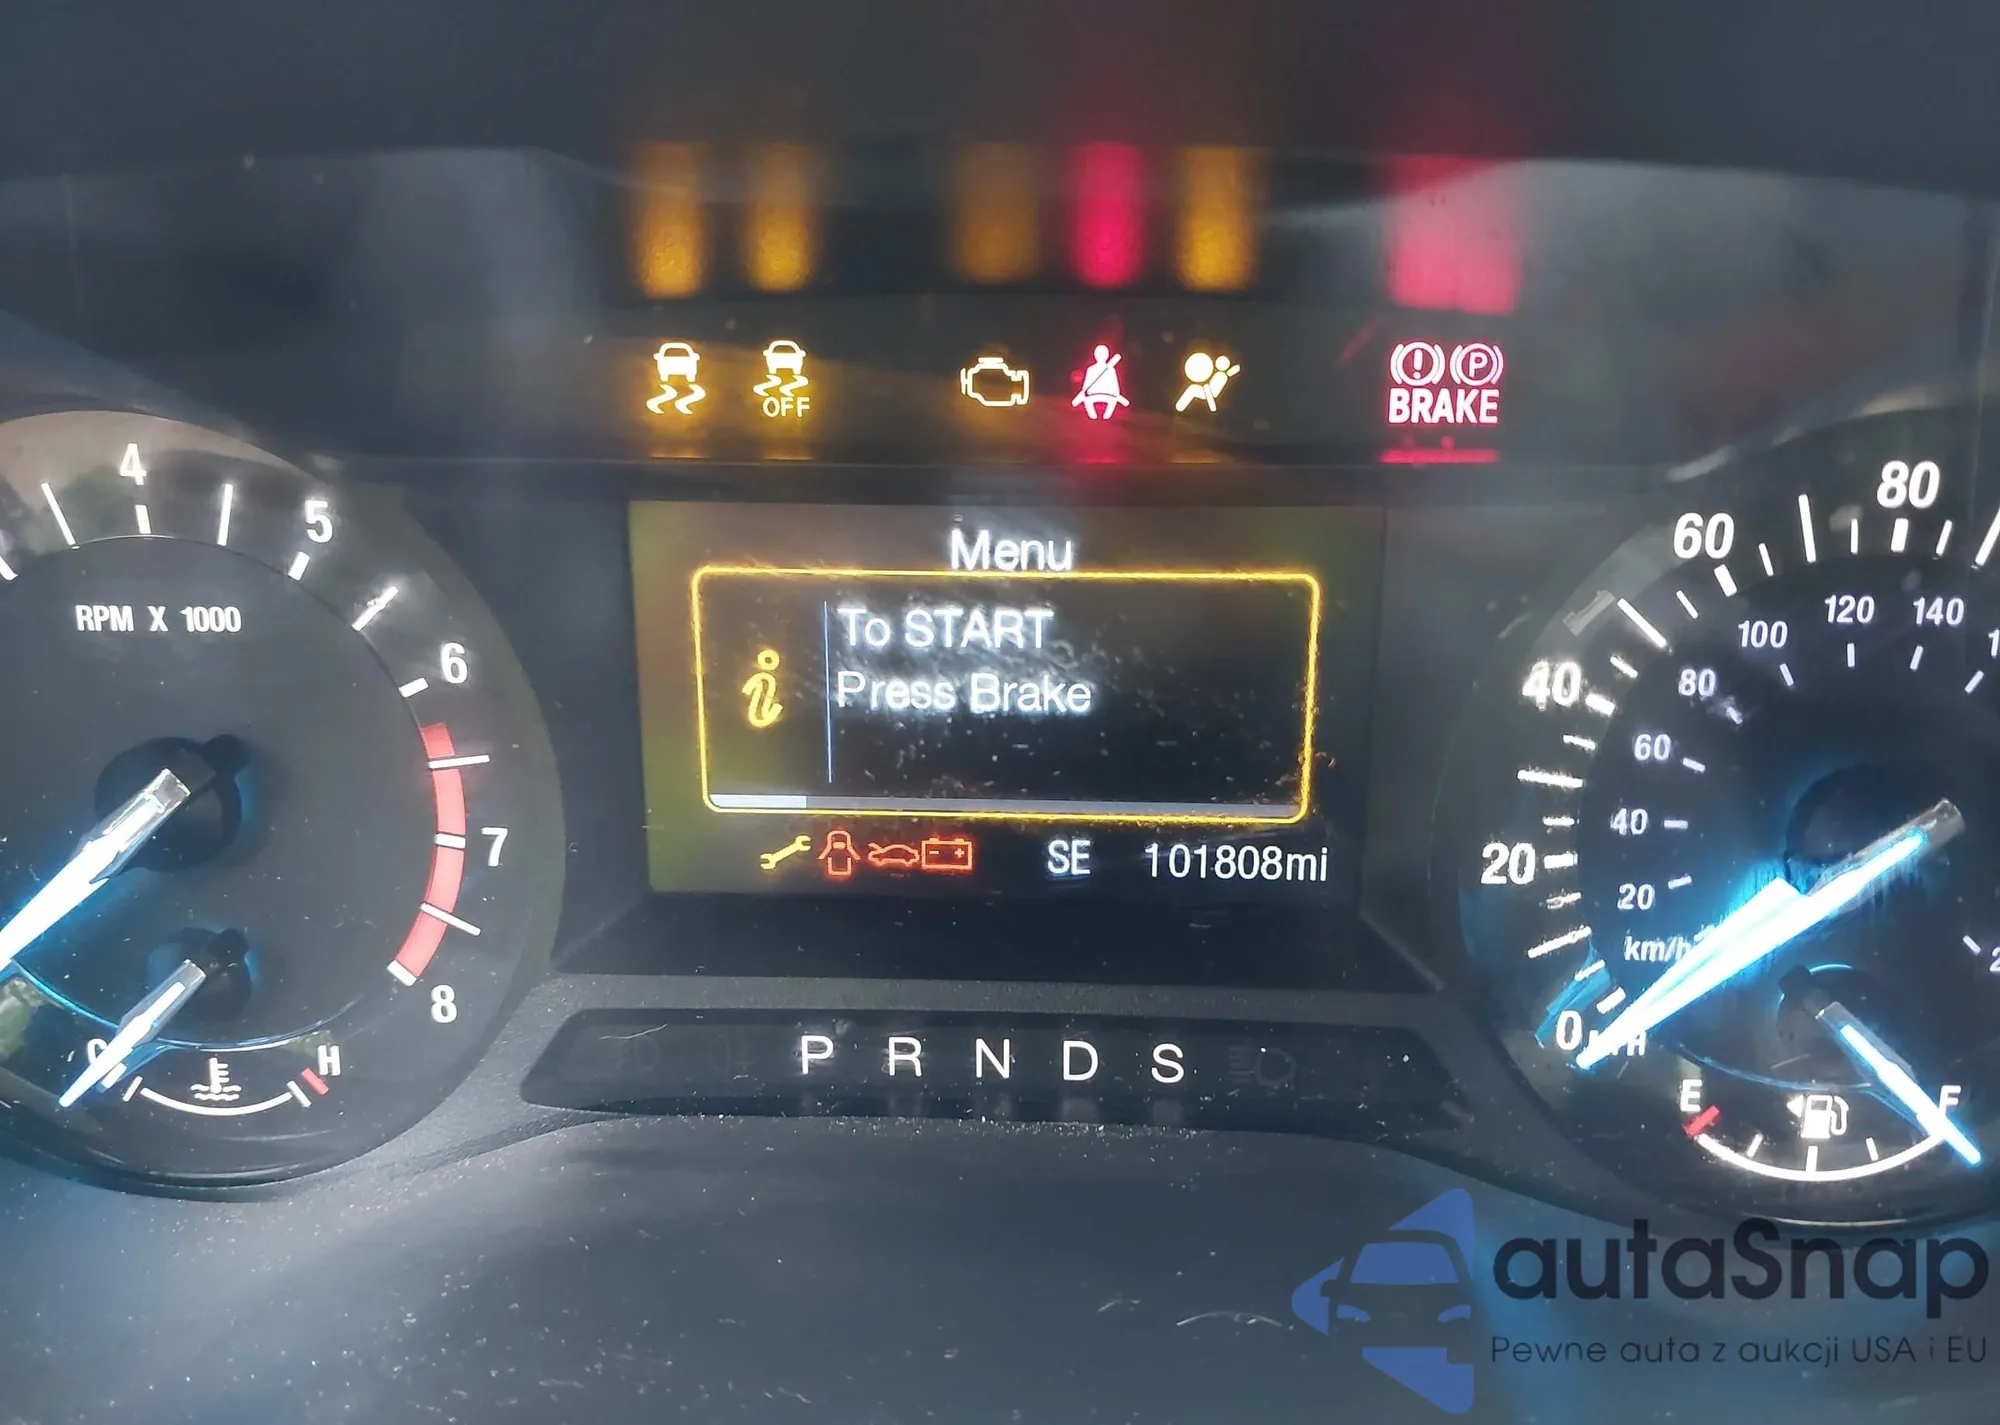 OFF
BRAKE
4
5
6
7
8
RPM X 1000
C
H
Menu
To START
Press Brake
SE 101808mi
P R N D S
80
60
40
20
0
120
140
100
80
60
40
20
km/h
E
F
autaSnap
Pewne auta z aukcji USA i EU